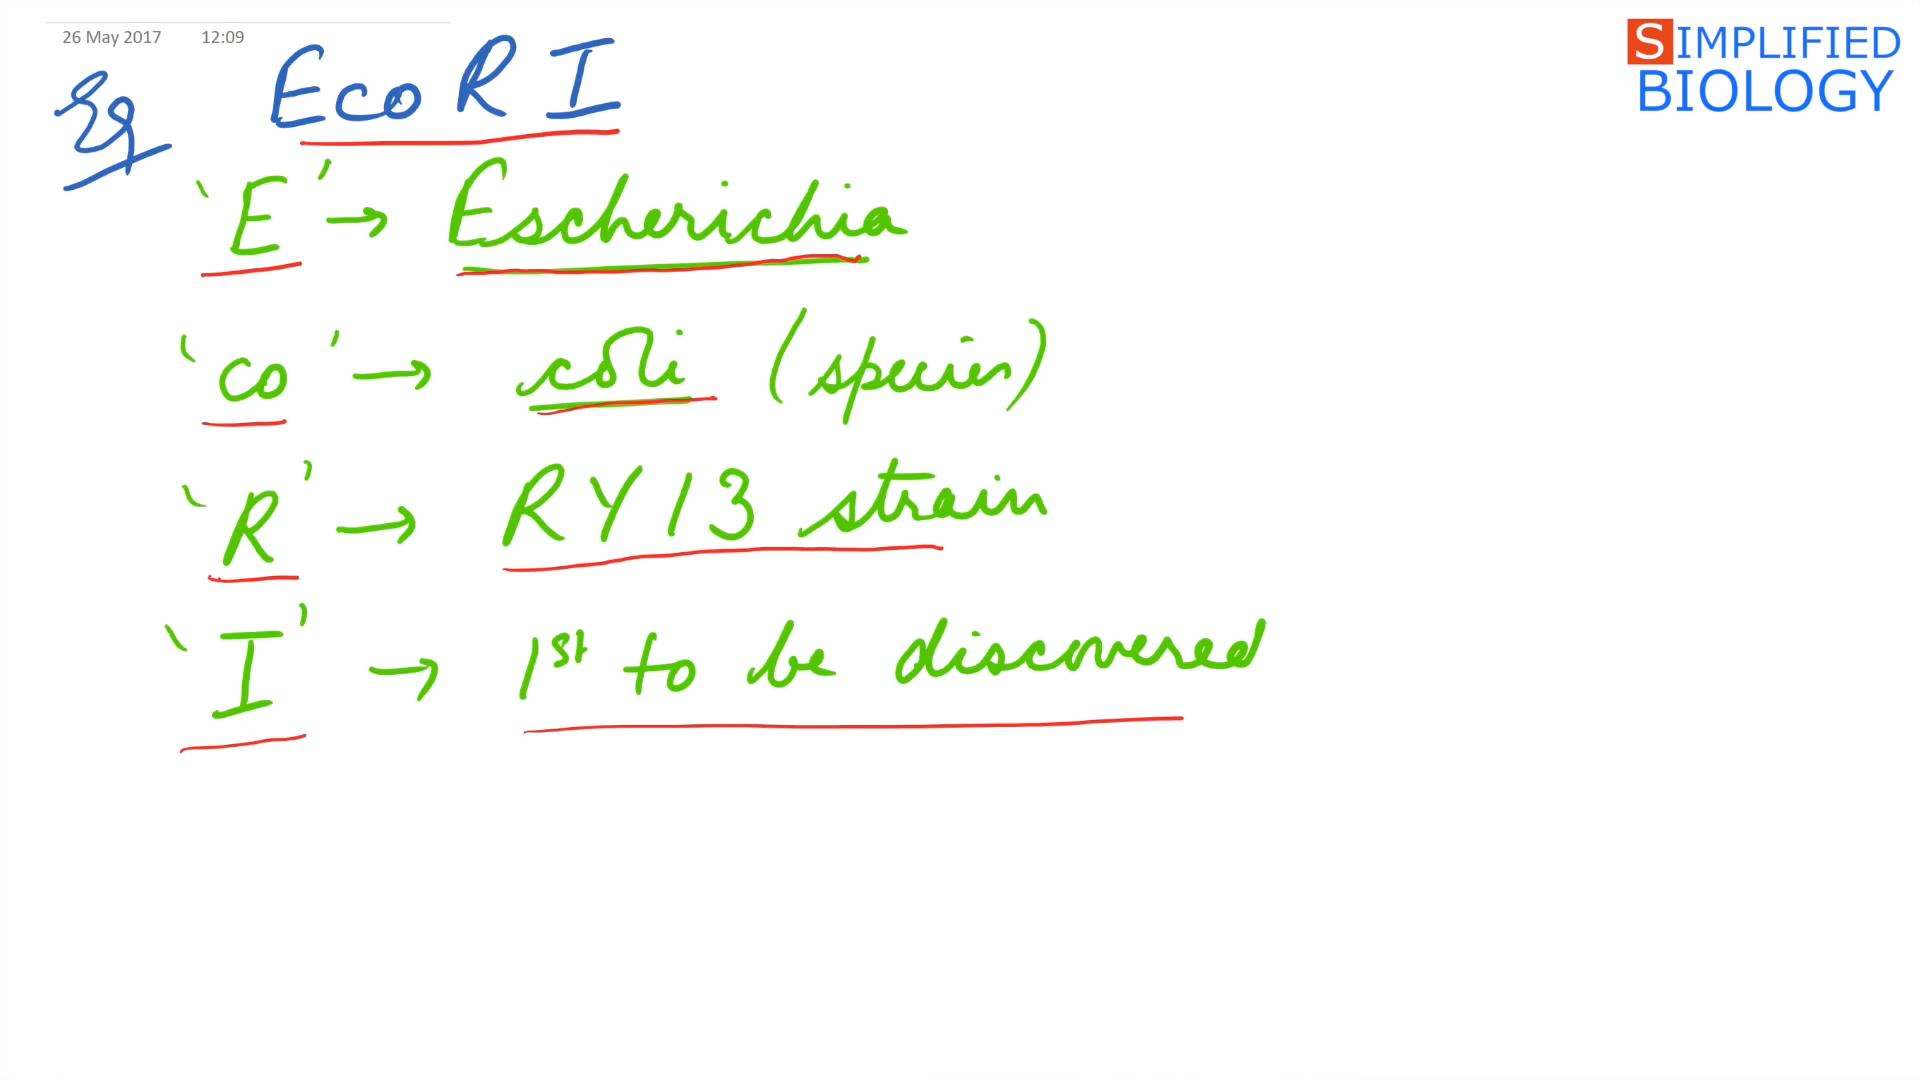 26 May 2017 12:09
SIMPLIFIED
BIOLOGY
Eg EcoRI
'E' → Escherichia
'co' → coli (species)
'R' → RY13 strain
'I' → 1st to be discovered